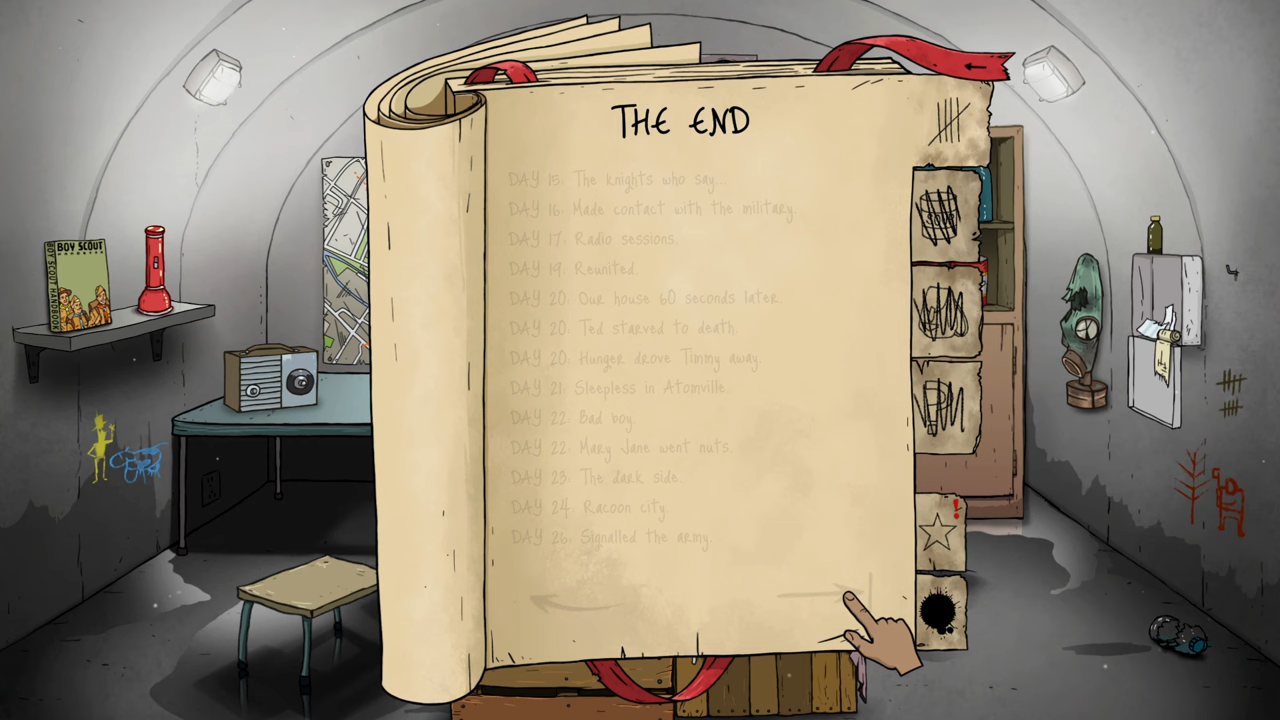 THE END
DAY 15: The knights who say...
DAY 16: Made contact with the military.
DAY 17: Radio sessions.
DAY 19: Reunited.
DAY 20: Our house 60 seconds later.
DAY 20: Ted starved to death.
DAY 20: Hunger drove Timmy away.
DAY 21: Sleepless in Atomville.
DAY 22: Bad boy.
DAY 22: Mary Jane went nuts.
DAY 23: The dark side.
DAY 24: Racoon city
DAY 26: Signalled the army.
BOY SCOUT
BOY SCOUT HANDBOOK